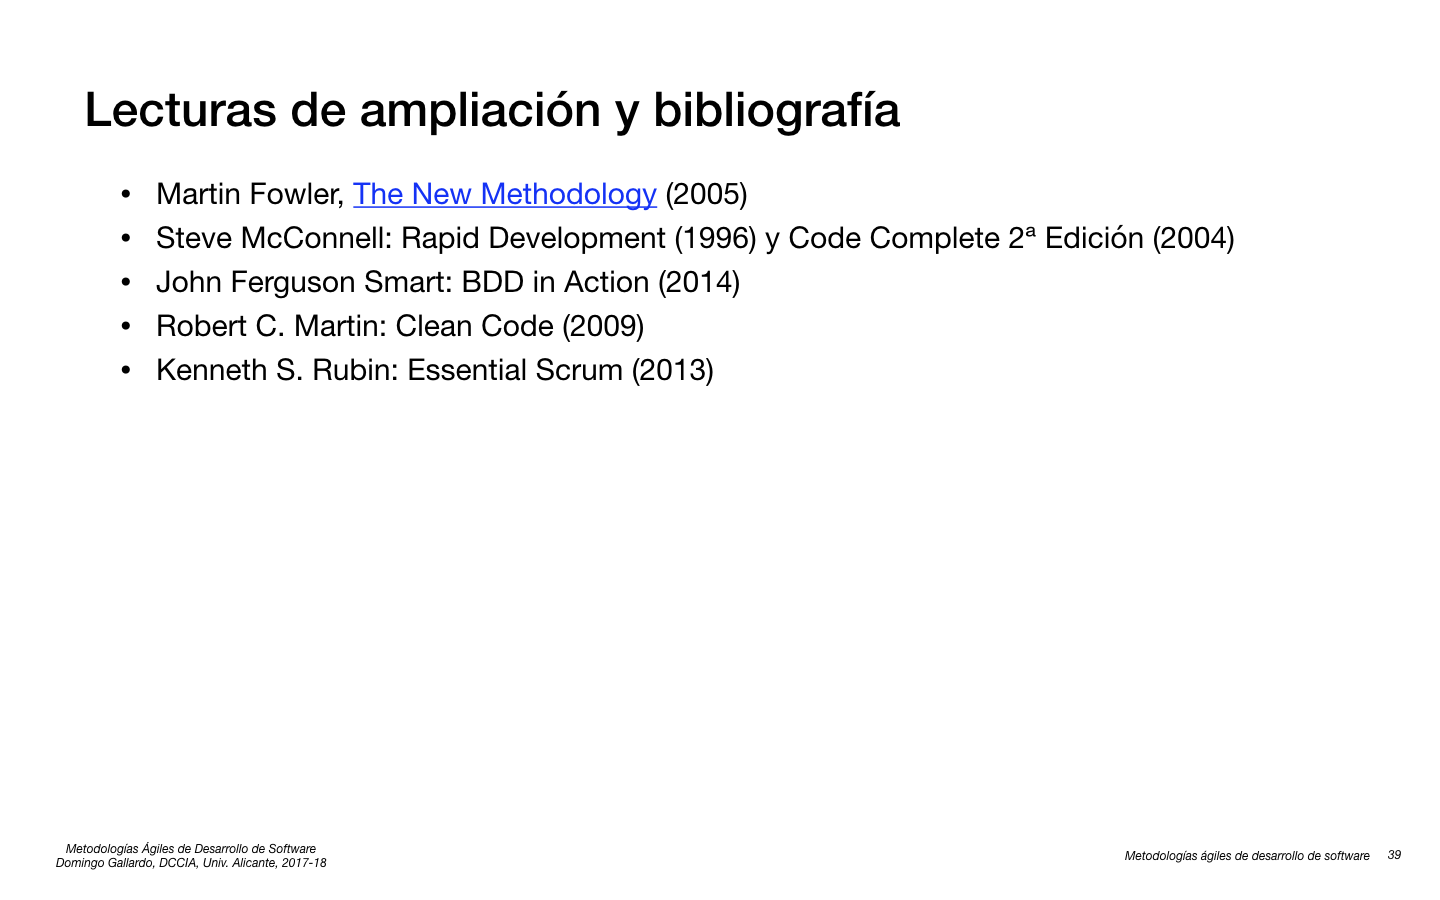 Lecturas de ampliación y bibliografía
• Martin Fowler, The New Methodology (2005)
• Steve McConnell: Rapid Development (1996) y Code Complete 2ª Edición (2004)
• John Ferguson Smart: BDD in Action (2014)
• Robert C. Martin: Clean Code (2009)
• Kenneth S. Rubin: Essential Scrum (2013)
Metodologías Ágiles de Desarrollo de Software
Domingo Gallardo, DCCIA, Univ. Alicante, 2017-18
Metodologías ágiles de desarrollo de software 39